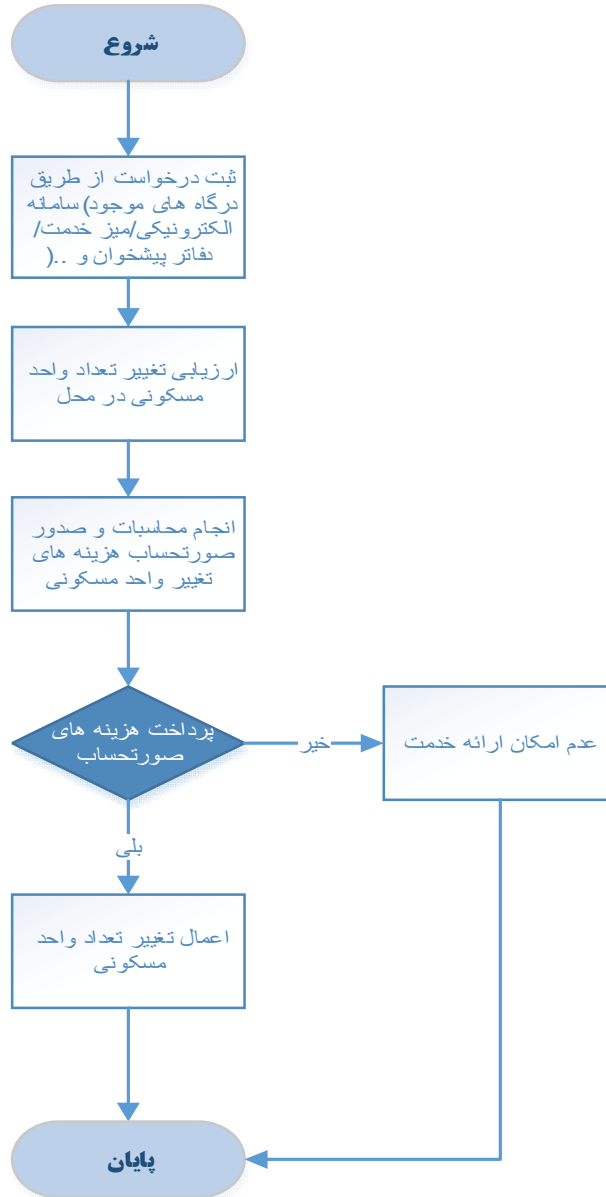 شروع
ثبت درخواست از طریق
درگاه های موجود)سامانه
الکترونیکی/میز خدمت/
دفاتر پیشخوان و ..(
ارزیابی تغییر تعداد واحد
مسکونی در محل
انجام محاسبات و صدور
صورتحساب هزینه های
تغییر واحد مسکونی
پرداخت هزینه های
صورتحساب
خیر
عدم امکان ارائه خدمت
بلی
اعمال تغییر تعداد واحد
مسکونی
پایان